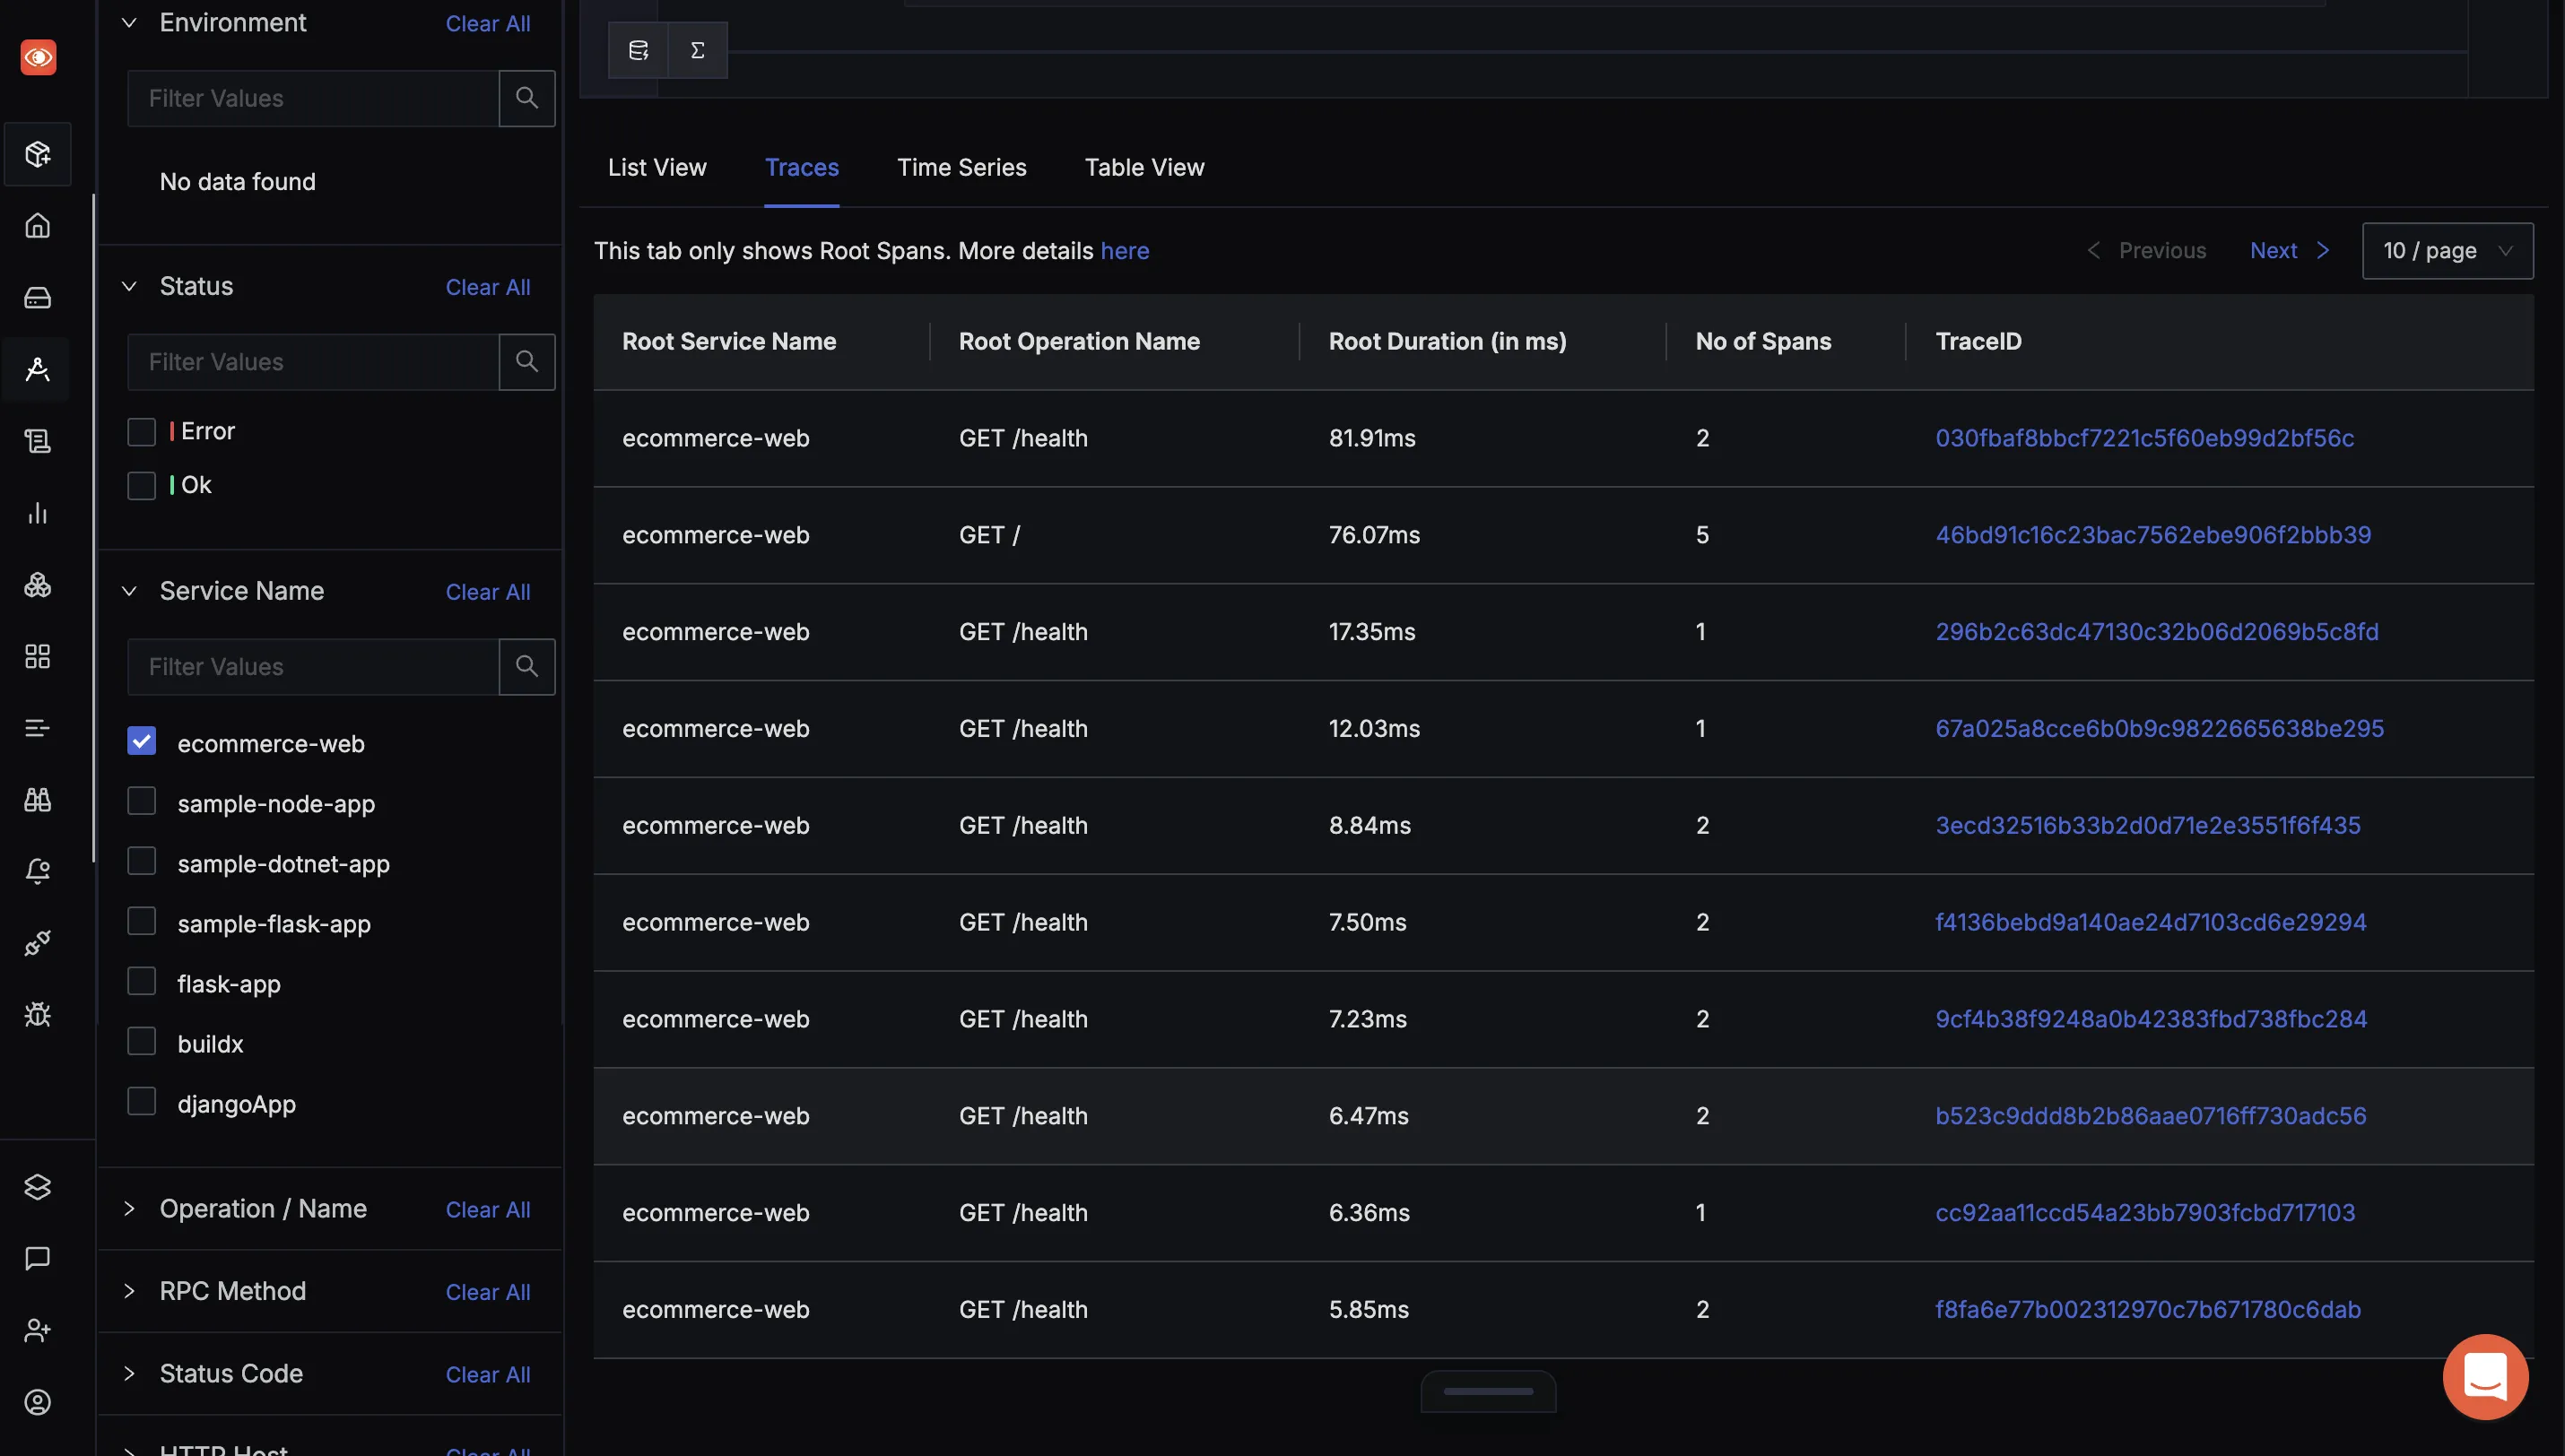 Environment Clear All
Filter Values
No data found
Status Clear All
Filter Values
Error
Ok
Service Name Clear All
Filter Values
ecommerce-web
sample-node-app
sample-dotnet-app
sample-flask-app
flask-app
buildx
djangoApp
Operation / Name Clear All
RPC Method Clear All
Status Code Clear All
HTTP Host Clear All
List View Traces Time Series Table View
This tab only shows Root Spans. More details here
Previous Next 10 / page
Root Service Name Root Operation Name Root Duration (in ms) No of Spans TraceID
ecommerce-web GET /health 81.91ms 2 030fbaf8bbcf7221c5f60eb99d2bf56c
ecommerce-web GET / 76.07ms 5 46bd91c16c23bac7562ebe906f2bbb39
ecommerce-web GET /health 17.35ms 1 296b2c63dc47130c32b06d2069b5c8fd
ecommerce-web GET /health 12.03ms 1 67a025a8cce6b0b9c9822665638be295
ecommerce-web GET /health 8.84ms 2 3ecd32516b33b2d0d71e2e3551f6f435
ecommerce-web GET /health 7.50ms 2 f4136bebd9a140ae24d7103cd6e29294
ecommerce-web GET /health 7.23ms 2 9cf4b38f9248a0b42383fbd738fbc284
ecommerce-web GET /health 6.47ms 2 b523c9ddd8b2b86aae0716ff730adc56
ecommerce-web GET /health 6.36ms 1 cc92aa11ccd54a23bb7903fcbd717103
ecommerce-web GET /health 5.85ms 2 f8fa6e77b002312970c7b671780c6dab